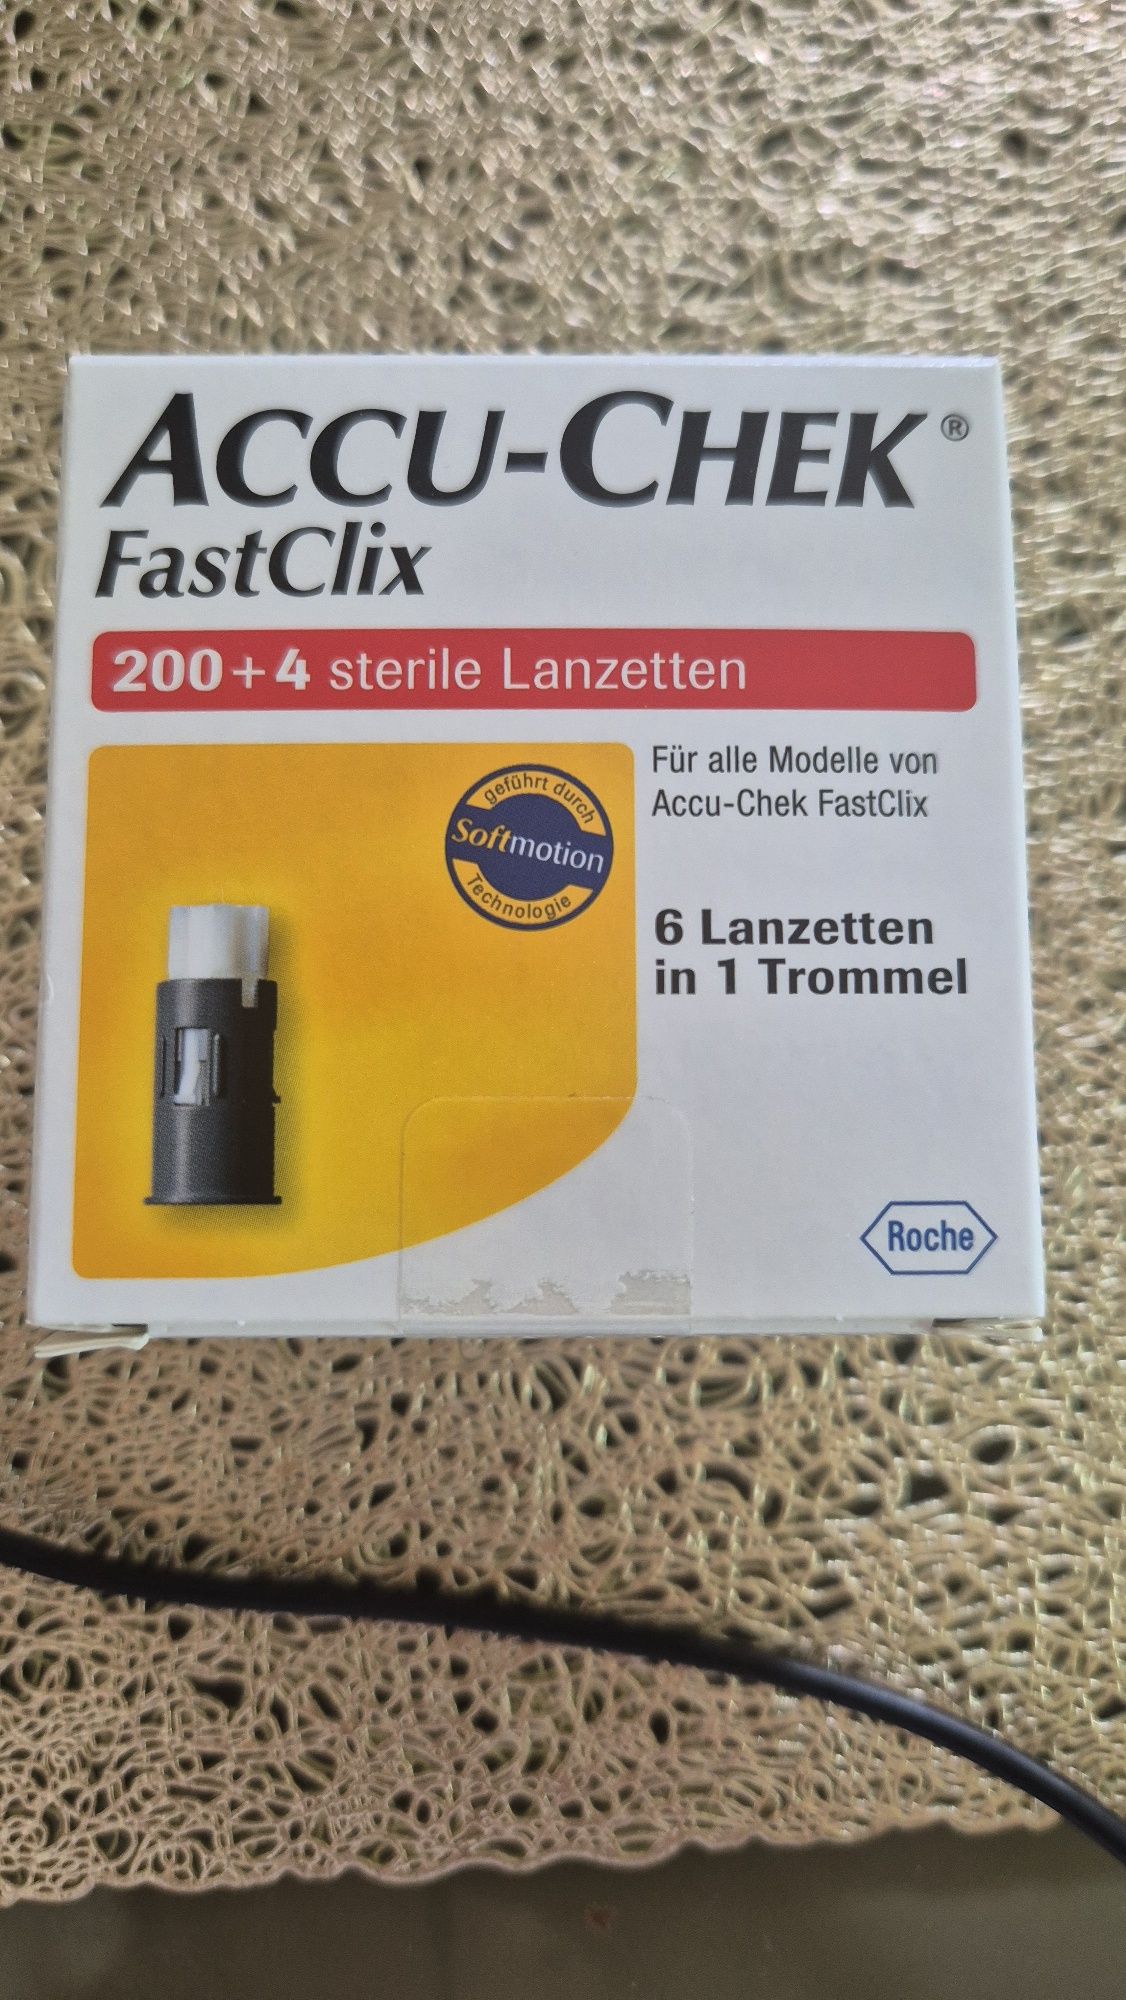 ACCU-CHEK®
FastClix
200+4 sterile Lanzetten
geführt durch
Softmotion
Technologie
Für alle Modelle von
Accu-Chek FastClix
6 Lanzetten
in 1 Trommel
Roche